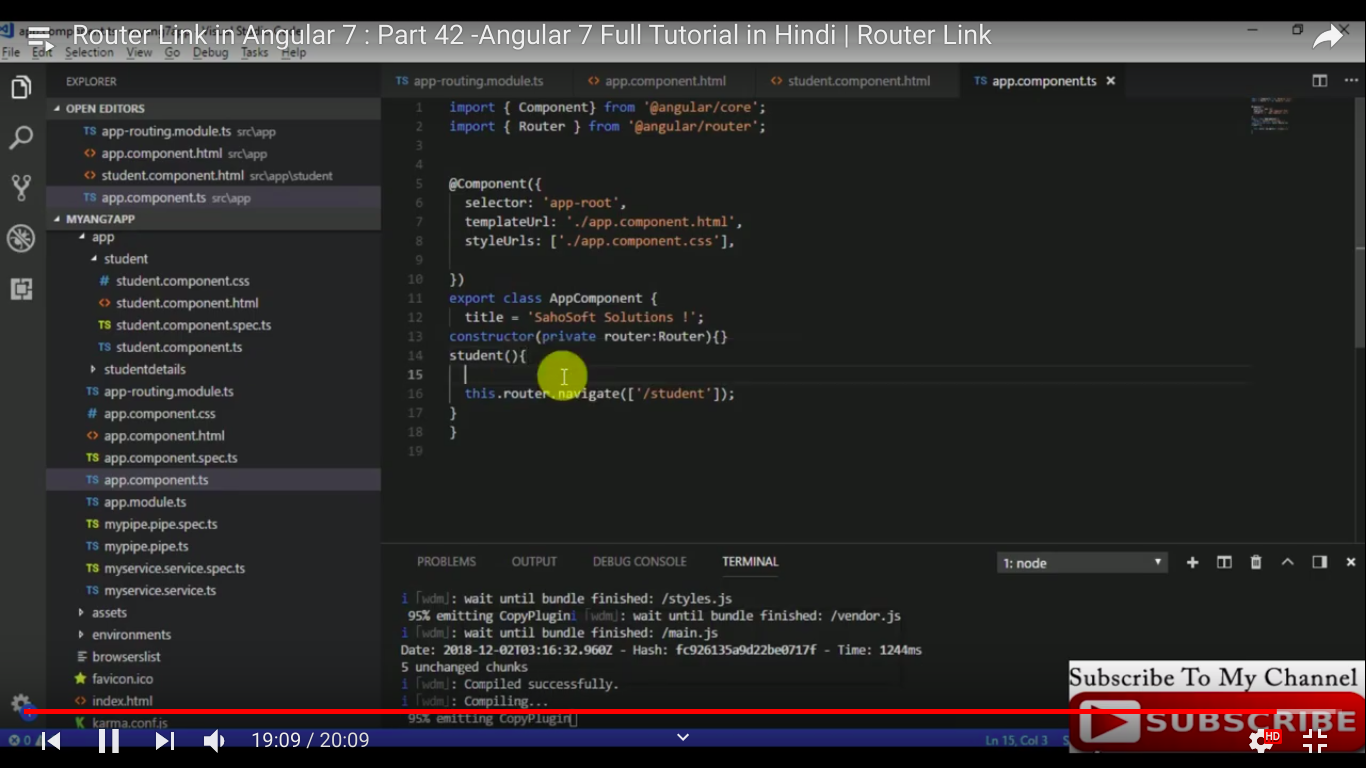 Router Link in Angular 7 : Part 42 -Angular 7 Full Tutorial in Hindi | Router Link
File Edit Selection View Go Debug Tasks Help
EXPLORER
OPEN EDITORS
TS app-routing.module.ts src\app
<> app.component.html src\app
<> student.component.html src\app\student
TS app.component.ts src\app
MYANG7APP
app
student
# student.component.css
<> student.component.html
TS student.component.spec.ts
TS student.component.ts
studentdetails
TS app-routing.module.ts
# app.component.css
<> app.component.html
TS app.component.spec.ts
TS app.component.ts
TS app.module.ts
TS mypipe.pipe.spec.ts
TS mypipe.pipe.ts
TS myservice.service.spec.ts
TS myservice.service.ts
assets
environments
browserslist
favicon.ico
<> index.html
K karma.conf.js
TS app-routing.module.ts <> app.component.html <> student.component.html TS app.component.ts ×
1 import { Component} from '@angular/core';
2 import { Router } from '@angular/router';
3
4
5 @Component({
6 selector: 'app-root',
7 templateUrl: './app.component.html',
8 styleUrls: ['./app.component.css'],
9
10 })
11 export class AppComponent {
12 title = 'SahoSoft Solutions !';
13 constructor(private router:Router){}
14 student(){
15
16 this.router.navigate(['/student']);
17 }
18 }
19
PROBLEMS OUTPUT DEBUG CONSOLE TERMINAL 1: node
i ｢wdm｣: wait until bundle finished: /styles.js
95% emitting CopyPlugini ｢wdm｣: wait until bundle finished: /vendor.js
i ｢wdm｣: wait until bundle finished: /main.js
Date: 2018-12-02T03:16:32.960Z - Hash: fc926135a9d22be0717f - Time: 1244ms
5 unchanged chunks
i ｢wdm｣: Compiled successfully.
i ｢wdm｣: Compiling...
95% emitting CopyPlugin
Subscribe To My Channel
SUBSCRIBE
0
19:09 / 20:09
Ln 15, Col 3
HD